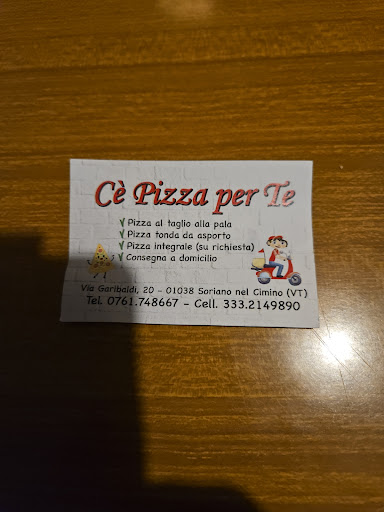 Cè Pizza per Te
Pizza al taglio alla pala
Pizza tonda da asporto
Pizza integrale (su richiesta)
Consegna a domicilio
Via Garibaldi, 20 - 01038 Soriano nel Cimino (VT)
Tel. 0761.748667 - Cell. 333.2149890